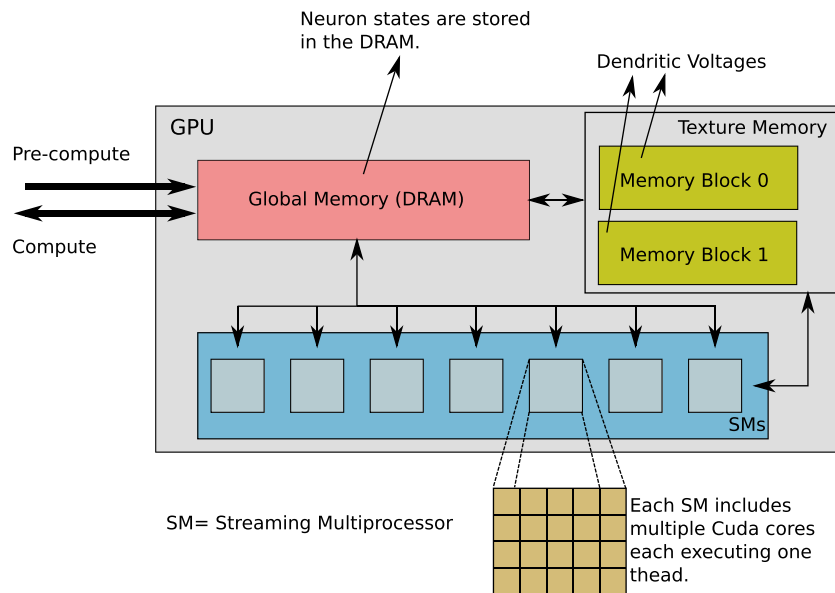 Neuron states are stored
in the DRAM.
Dendritic Voltages
GPU
Texture Memory
Pre-compute
Memory Block 0
Global Memory (DRAM)
Compute
Memory Block 1
SMs
SM= Streaming Multiprocessor
Each SM includes
multiple Cuda cores
each executing one
thead.